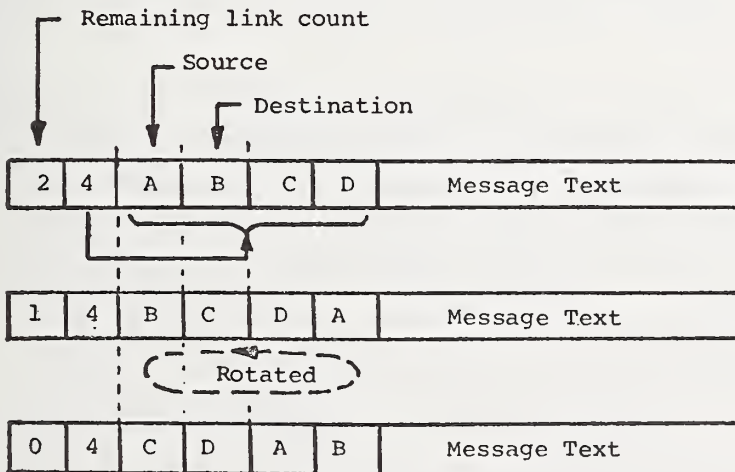 Remaining link count
Source
Destination
2 4 A B C D Message Text
1 4 B C D A Message Text
Rotated
0 4 C D A B Message Text